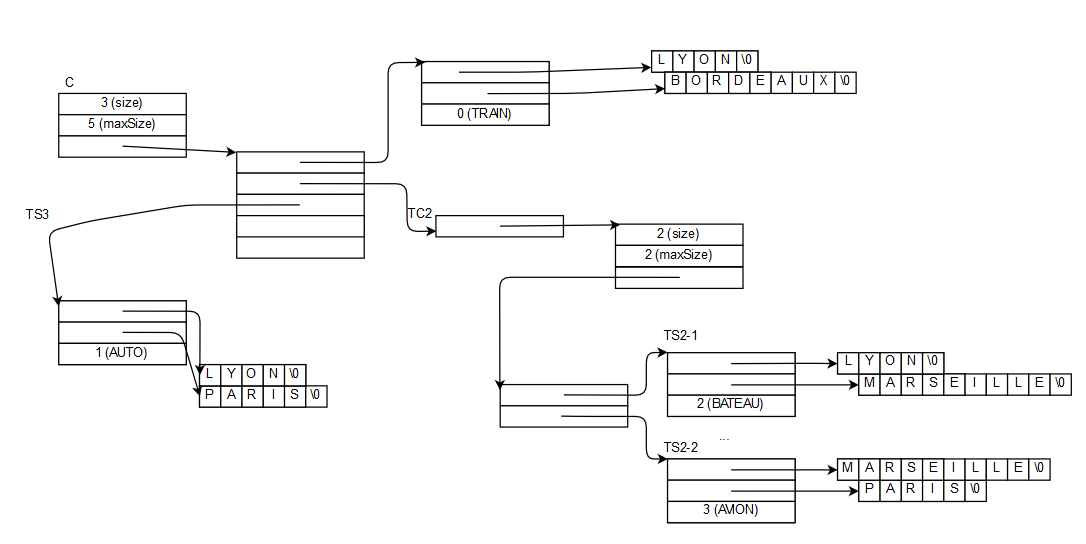 C
3 (size)
5 (maxSize)
0 (TRAIN)
L Y O N \0
B O R D E A U X \0
TS3
TC2
2 (size)
2 (maxSize)
1 (AUTO)
L Y O N \0
P A R I S \0
TS2-1
2 (BATEAU)
L Y O N \0
M A R S E I L L E \0
...
TS2-2
3 (AVION)
M A R S E I L L E \0
P A R I S \0